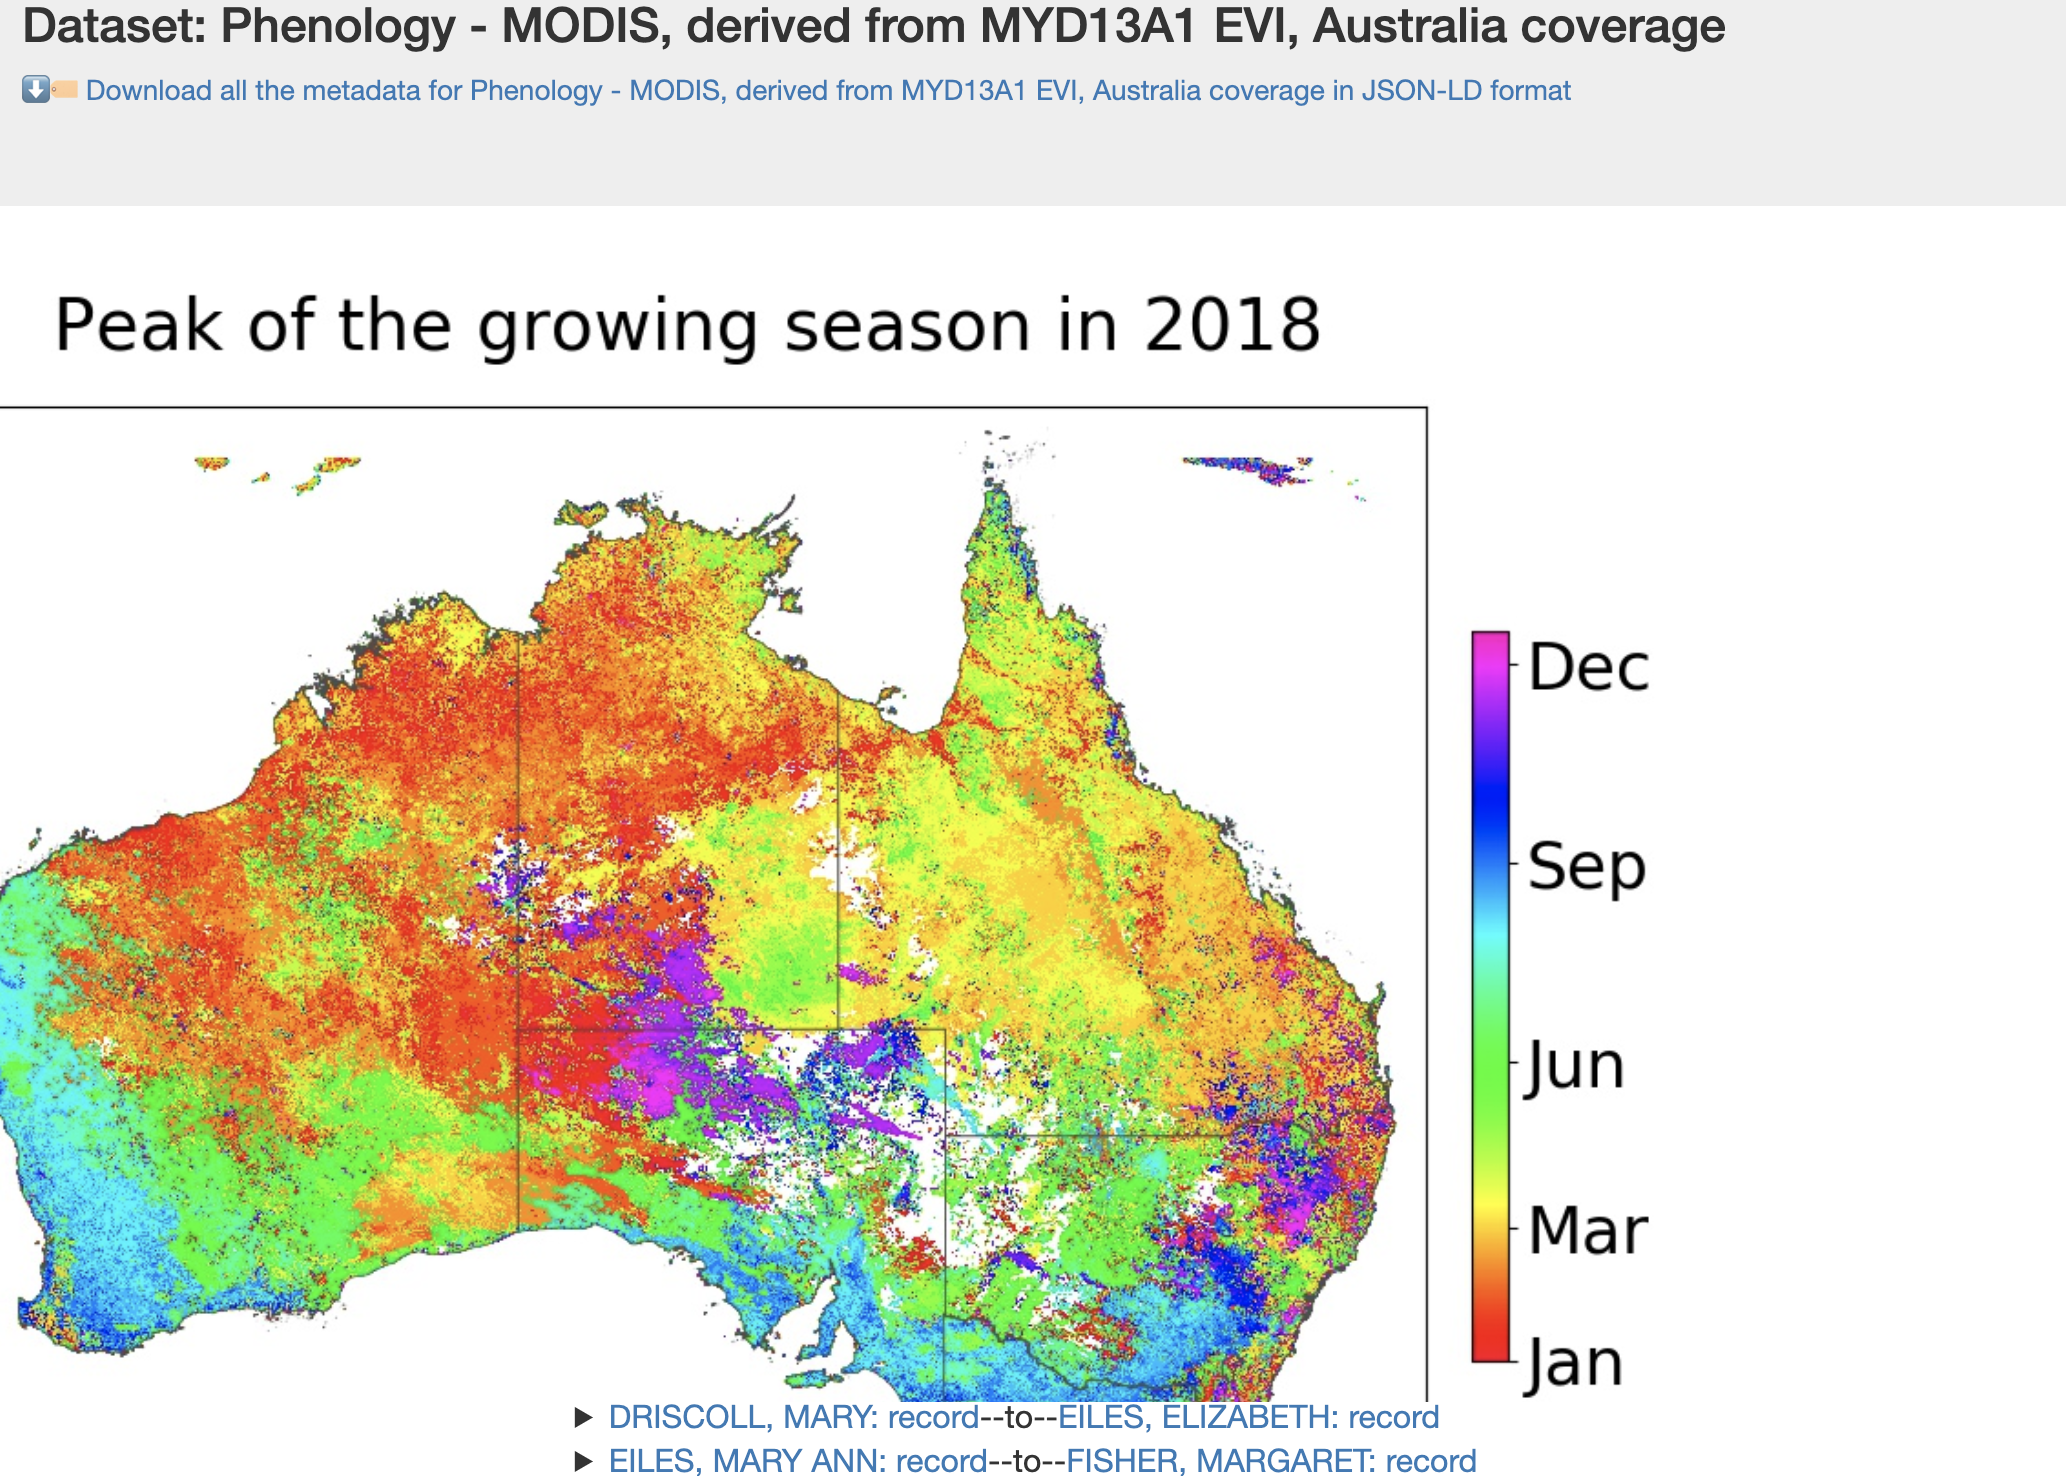 Dataset: Phenology - MODIS, derived from MYD13A1 EVI, Australia coverage
Download all the metadata for Phenology - MODIS, derived from MYD13A1 EVI, Australia coverage in JSON-LD format
Peak of the growing season in 2018
Dec
Sep
Jun
Mar
Jan
DRISCOLL, MARY: record--to--EILES, ELIZABETH: record
EILES, MARY ANN: record--to--FISHER, MARGARET: record